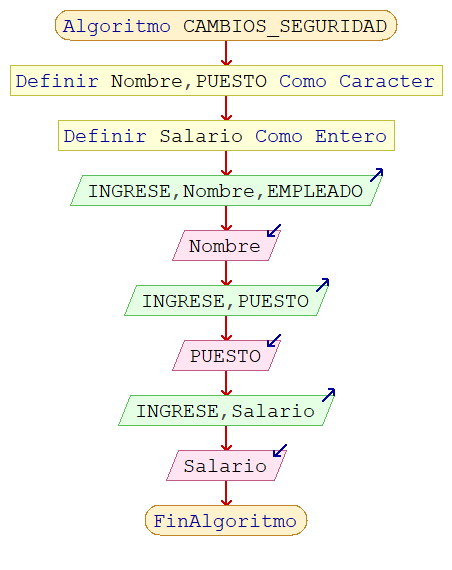 Algoritmo CAMBIOS_SEGURIDAD
Definir Nombre,PUESTO Como Caracter
Definir Salario Como Entero
INGRESE,Nombre,EMPLEADO
Nombre
INGRESE,PUESTO
PUESTO
INGRESE,Salario
Salario
FinAlgoritmo